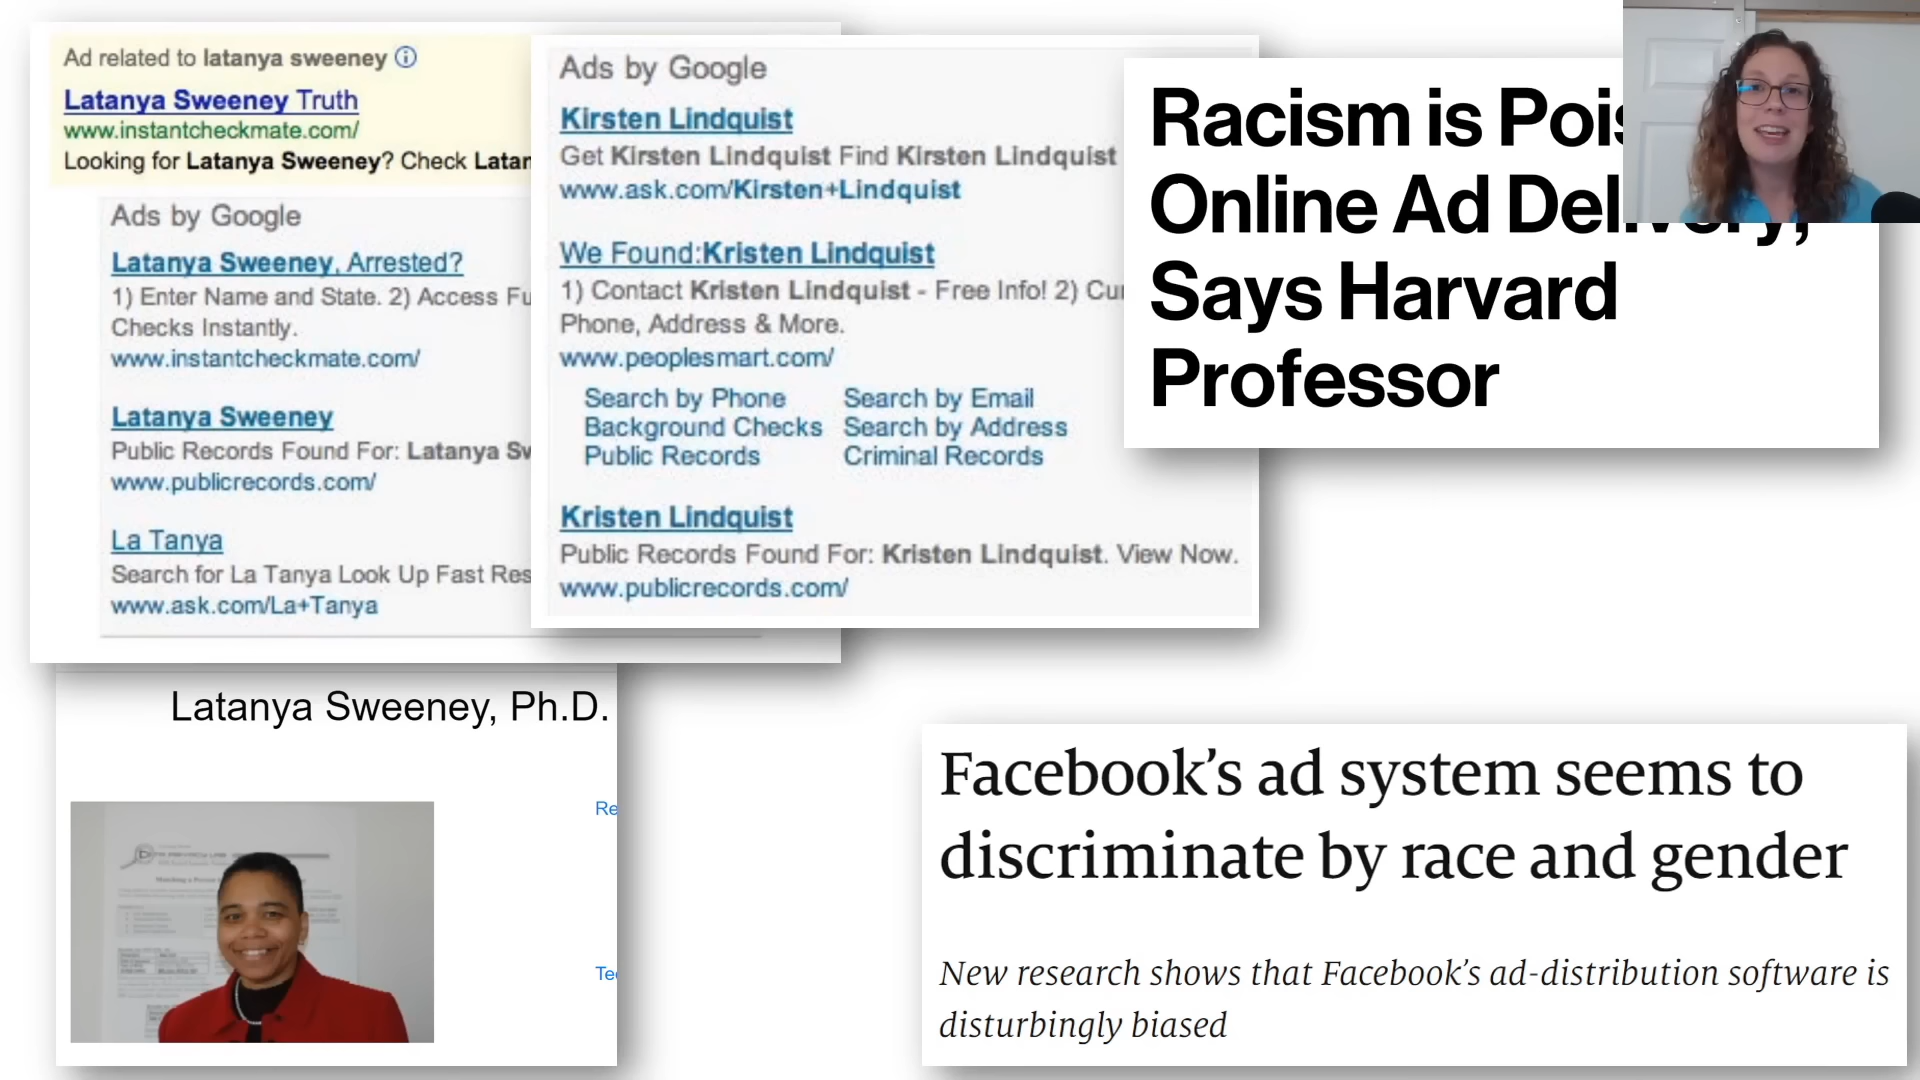 Ad related to latanya sweeney
Latanya Sweeney Truth
www.instantcheckmate.com/
Looking for Latanya Sweeney? Check
Ads by Google
Latanya Sweeney, Arrested?
1) Enter Name and State. 2) Access
Checks Instantly.
www.instantcheckmate.com/
Latanya Sweeney
Public Records Found For: Latanya
www.publicrecords.com/
La Tanya
Search for La Tanya Look Up Fast
www.ask.com/La+Tanya
Ads by Google
Kirsten Lindquist
Get Kirsten Lindquist Find Kirsten Lindquist
www.ask.com/Kirsten+Lindquist
We Found:Kristen Lindquist
1) Contact Kristen Lindquist - Free Info! 2)
Phone, Address & More.
www.peoplesmart.com/
Search by Phone Search by Email
Background Checks Search by Address
Public Records Criminal Records
Kristen Lindquist
Public Records Found For: Kristen Lindquist. View Now.
www.publicrecords.com/
Racism is
Online Ad Delivery,
Says Harvard
Professor
Latanya Sweeney, Ph.D.
Facebook’s ad system seems to
discriminate by race and gender
New research shows that Facebook’s ad-distribution software is
disturbingly biased